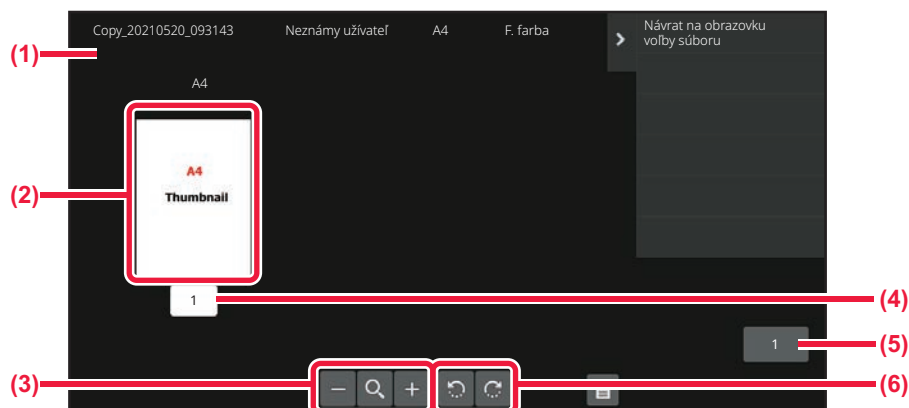 Copy_20210520_093143 Neznámy užívateľ A4 F. farba
Návrat na obrazovku
voľby súboru
(1)
A4
A4
Thumbnail
(2)
1
(4)
1
(5)
(3)
(6)